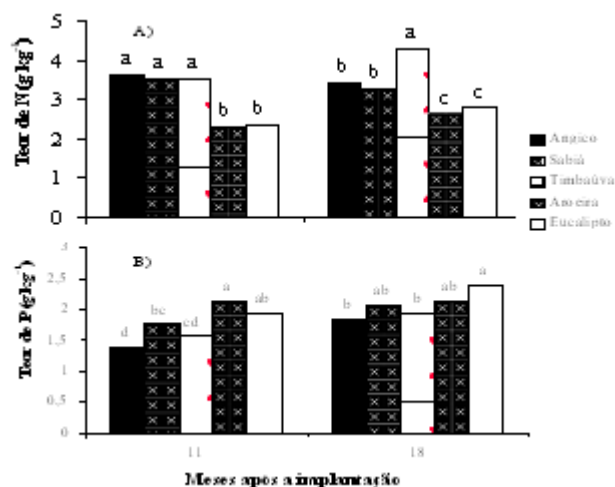 A)
Teor de N (g kg⁻¹)
5
4
3
2
1
0
a a a b b
b b a c c
Angico
Sabiá
Timbaúva
Aroeira
Eucalipto
B)
Teor de P (g kg⁻¹)
3
2,5
2
1,5
1
0,5
0
d bc cd a ab
b ab b ab a
11 18
Meses após a implantação